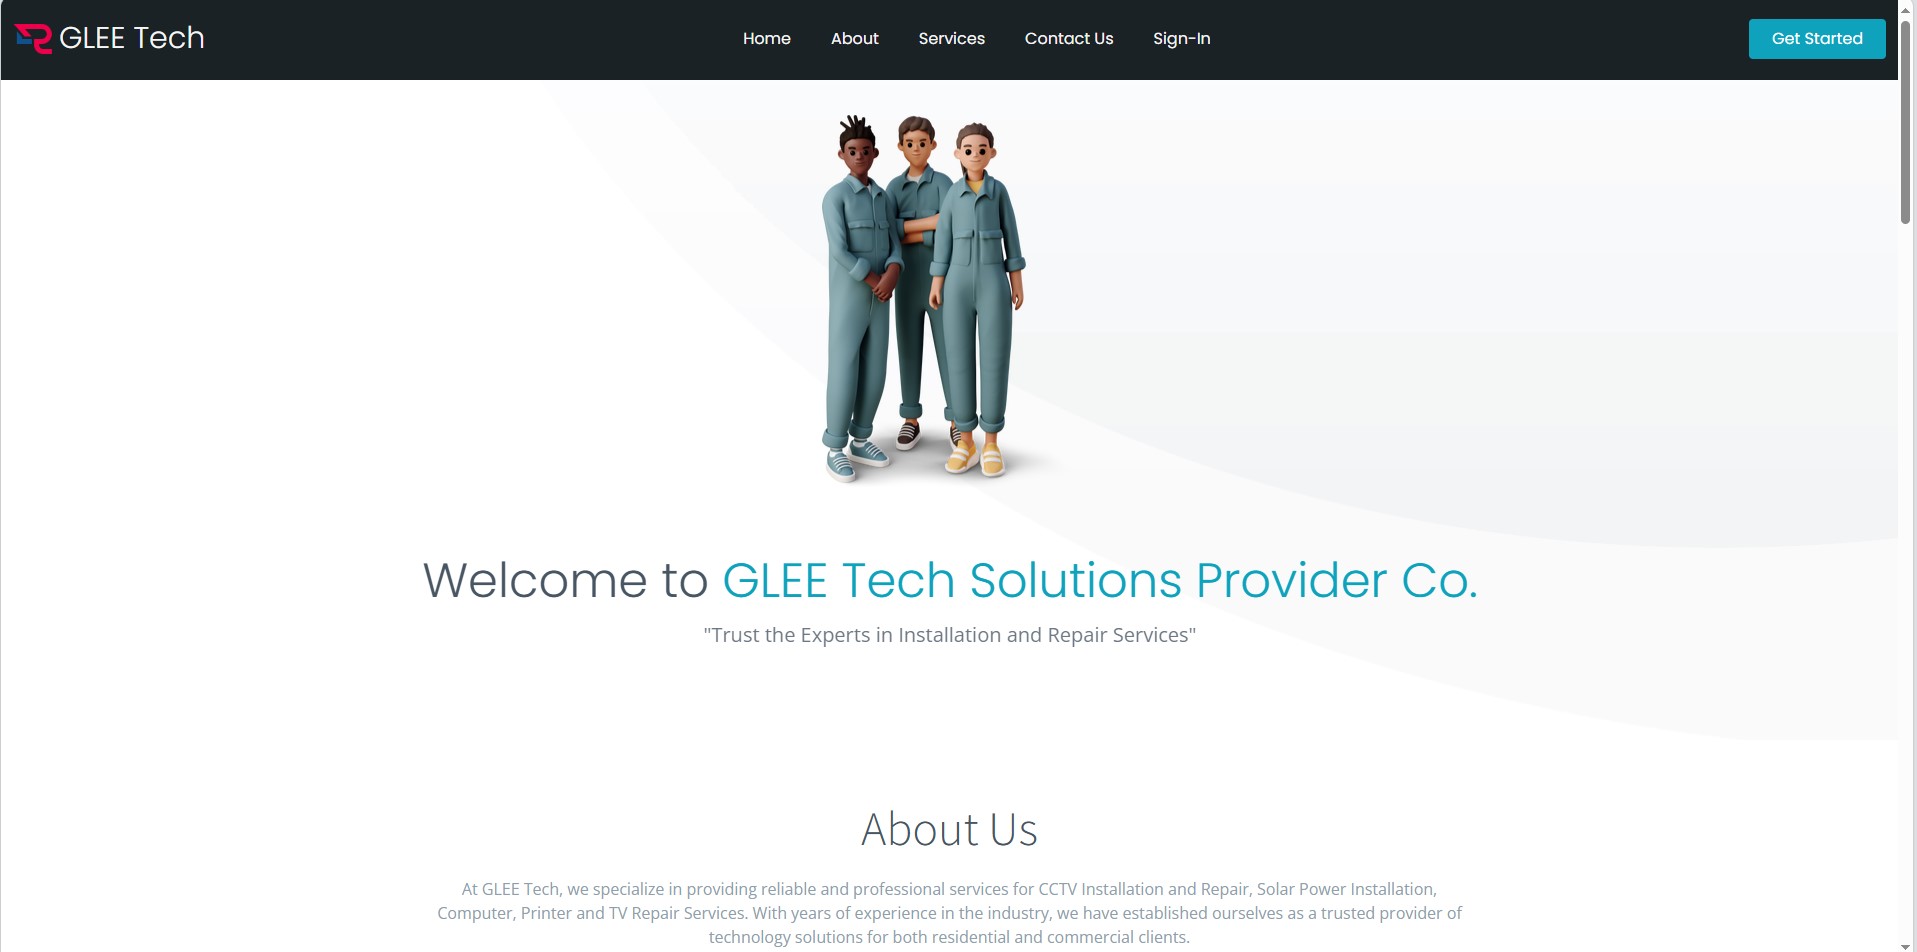 GLEE Tech
Home About Services Contact Us Sign-In
Get Started
Welcome to GLEE Tech Solutions Provider Co.
"Trust the Experts in Installation and Repair Services"
About Us
At GLEE Tech, we specialize in providing reliable and professional services for CCTV Installation and Repair, Solar Power Installation,
Computer, Printer and TV Repair Services. With years of experience in the industry, we have established ourselves as a trusted provider of
technology solutions for both residential and commercial clients.